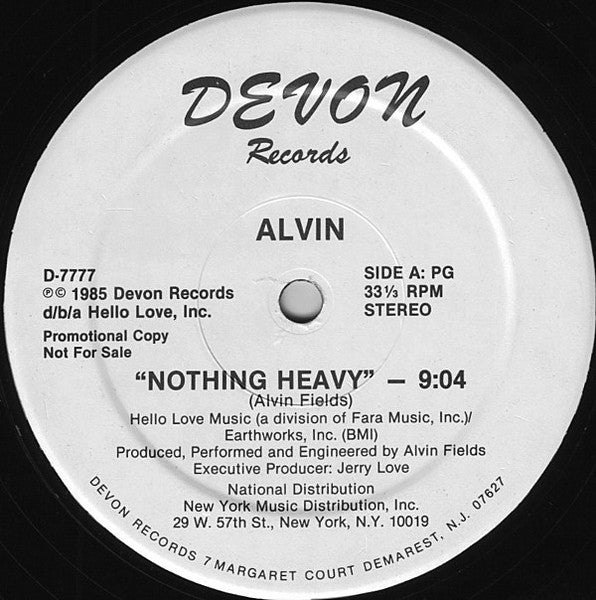 DEVON
Records
ALVIN
D-7777
℗© 1985 Devon Records
d/b/a Hello Love, Inc.
Promotional Copy
Not For Sale
SIDE A: PG
33⅓ RPM
STEREO
“NOTHING HEAVY” — 9:04
(Alvin Fields)
Hello Love Music (a division of Fara Music, Inc.)/
Earthworks, Inc. (BMI)
Produced, Performed and Engineered by Alvin Fields
Executive Producer: Jerry Love
National Distribution
New York Music Distribution, Inc.
29 W. 57th St., New York, N.Y. 10019
DEVON RECORDS 7 MARGARET COURT DEMAREST, N.J. 07627